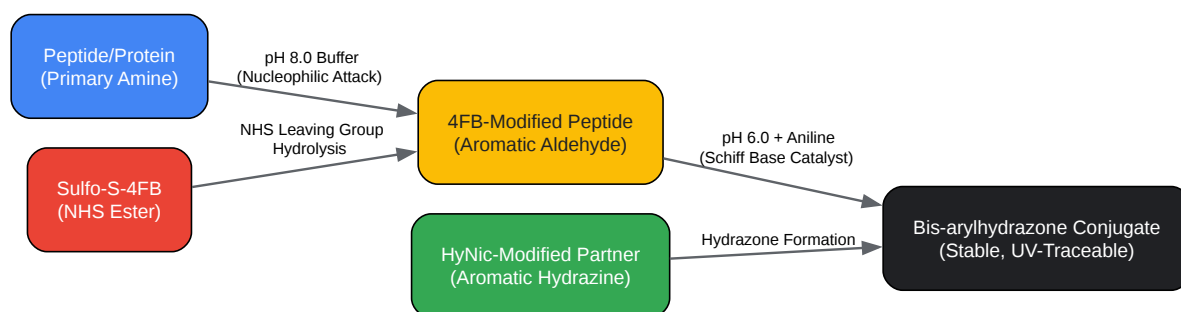 Peptide/Protein
(Primary Amine)
pH 8.0 Buffer
(Nucleophilic Attack)
Sulfo-S-4FB
(NHS Ester)
NHS Leaving Group
Hydrolysis
4FB-Modified Peptide
(Aromatic Aldehyde)
pH 6.0 + Aniline
(Schiff Base Catalyst)
HyNic-Modified Partner
(Aromatic Hydrazine)
Hydrazone Formation
Bis-arylhydrazone Conjugate
(Stable, UV-Traceable)